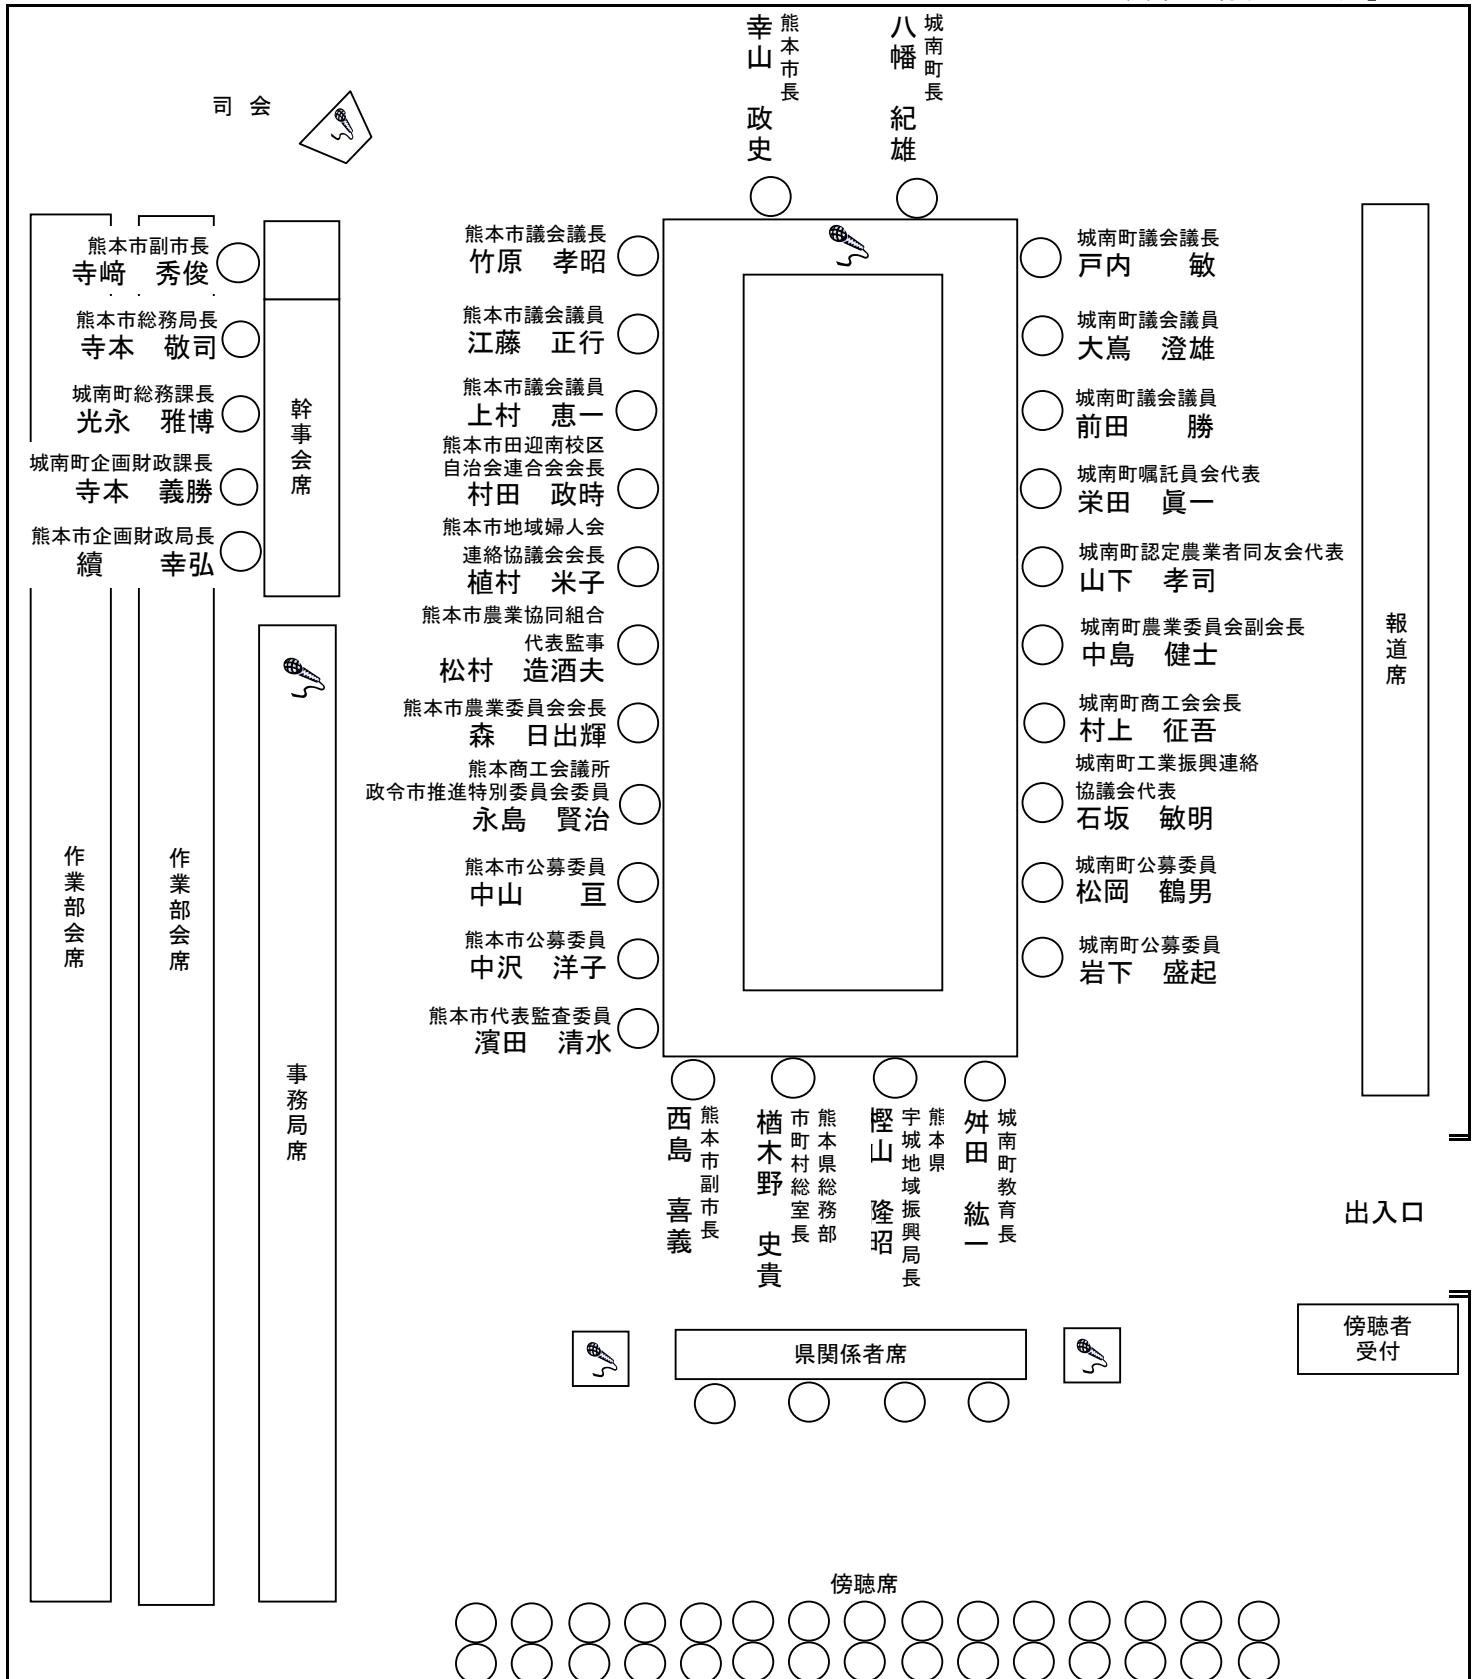 熊本市長
幸山　政史
城南町長
八幡　紀雄
司 会
熊本市副市長
寺﨑　秀俊
熊本市総務局長
寺本　敬司
城南町総務課長
光永　雅博
城南町企画財政課長
寺本　義勝
熊本市企画財政局長
續　　幸弘
幹事会席
作業部会席
作業部会席
事務局席
熊本市議会議長
竹原　孝昭
熊本市議会議員
江藤　正行
熊本市議会議員
上村　恵一
熊本市田迎南校区
自治会連合会会長
村田　政時
熊本市地域婦人会
連絡協議会会長
植村　米子
熊本市農業協同組合
代表監事
松村　造酒夫
熊本市農業委員会会長
森　日出輝
熊本商工会議所
政令市推進特別委員会委員
永島　賢治
熊本市公募委員
中山　　亘
熊本市公募委員
中沢　洋子
熊本市代表監査委員
濱田　清水
城南町議会議長
戸内　　敏
城南町議会議員
大嶌　澄雄
城南町議会議員
前田　　勝
城南町嘱託員会代表
栄田　眞一
城南町認定農業者同友会代表
山下　孝司
城南町農業委員会副会長
中島　健士
城南町商工会会長
村上　征吾
城南町工業振興連絡
協議会代表
石坂　敏明
城南町公募委員
松岡　鶴男
城南町公募委員
岩下　盛起
報道席
熊本市副市長
西島　喜義
熊本県総務部
市町村総室長
楢木野　史貴
熊本県
宇城地域振興局長
樫山　隆昭
城南町教育長
舛田　紘一
出入口
傍聴者
受付
県関係者席
傍聴席